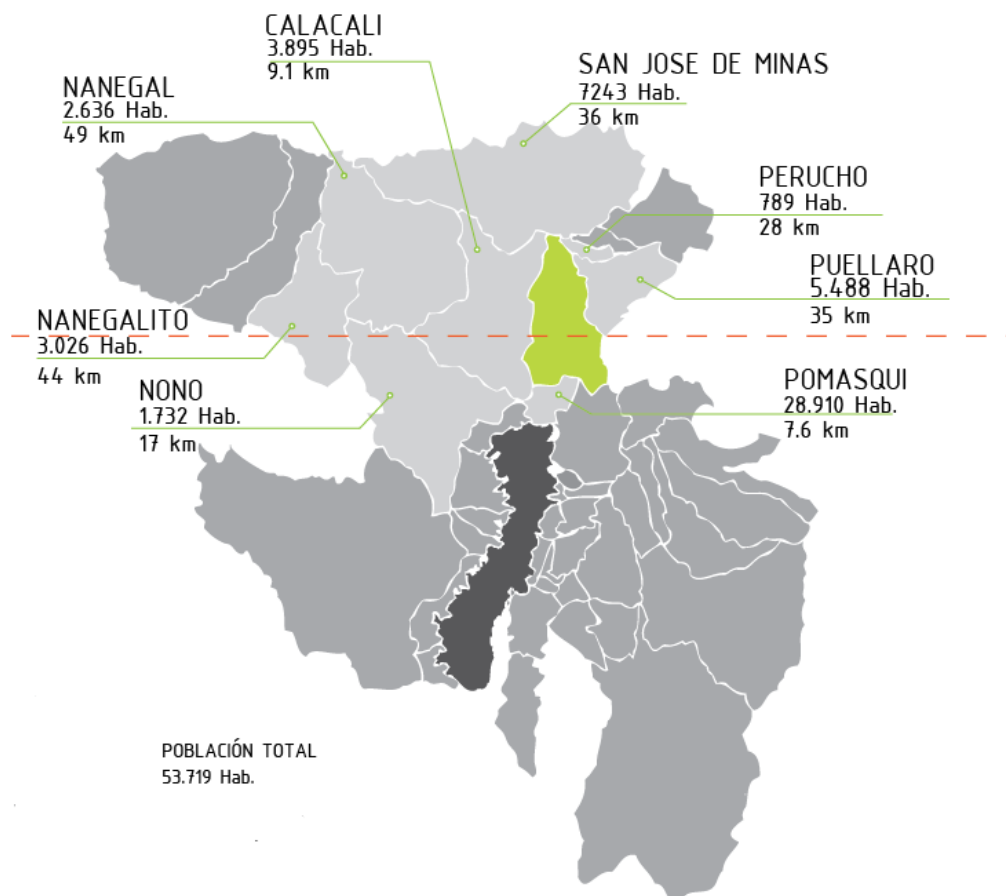 CALACALI
3.895 Hab.
9.1 km
SAN JOSE DE MINAS
7243 Hab.
36 km
NANEGAL
2.636 Hab.
49 km
PERUCHO
789 Hab.
28 km
PUELLARO
5.488 Hab.
35 km
NANEGALITO
3.026 Hab.
44 km
NONO
1.732 Hab.
17 km
POMASQUI
28.910 Hab.
7.6 km
POBLACIÓN TOTAL
53.719 Hab.